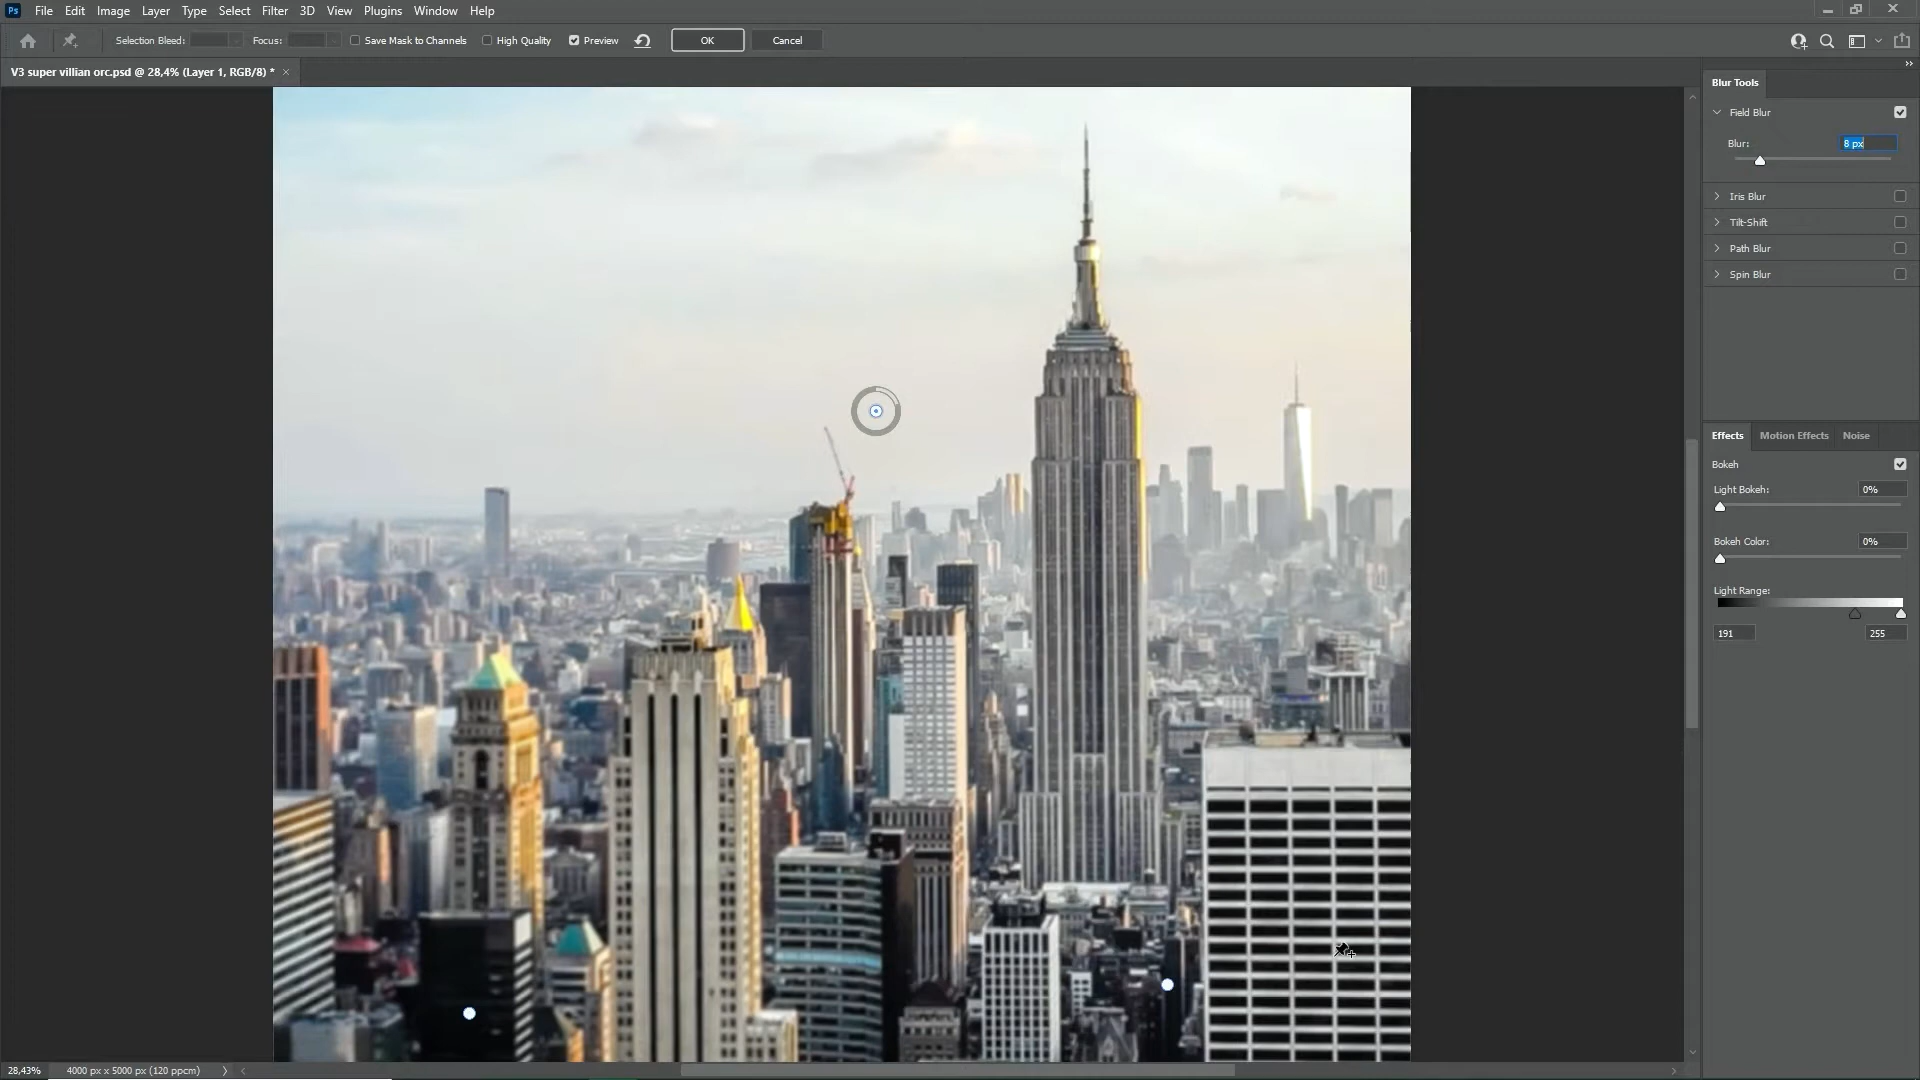 Ps File Edit Image Layer Type Select Filter 3D View Plugins Window Help
Selection Bleed: Focus: Save Mask to Channels High Quality Preview OK Cancel
V3 super villian orc.psd @ 28,4% (Layer 1, RGB/8) * ×
Blur Tools
Field Blur
Blur: 8 px
Iris Blur
Tilt-Shift
Path Blur
Spin Blur
Effects Motion Effects Noise
Bokeh
Light Bokeh: 0%
Bokeh Color: 0%
Light Range:
191 255
28,43% 4000 px x 5000 px (120 ppcm)